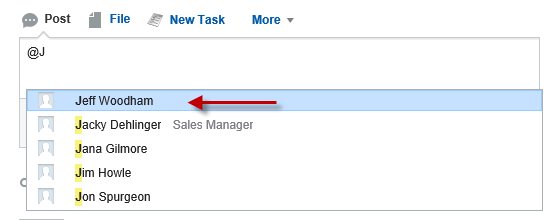 Post File New Task More
@J
Jeff Woodham
Jacky Dehlinger Sales Manager
Jana Gilmore
Jim Howle
Jon Spurgeon